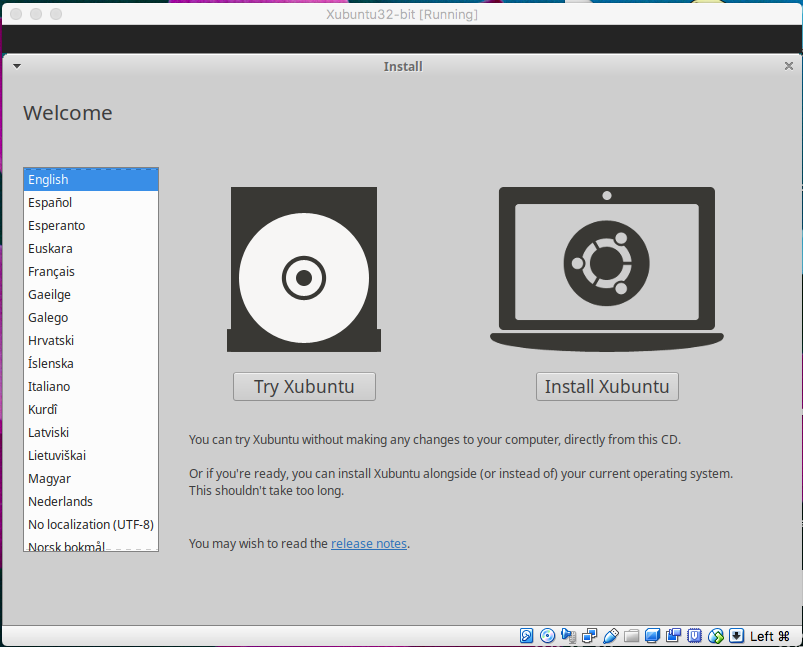 Xubuntu32-bit [Running]
Install
Welcome
English
Español
Esperanto
Euskara
Français
Gaeilge
Galego
Hrvatski
Íslenska
Italiano
Kurdî
Latviski
Lietuviškai
Magyar
Nederlands
No localization (UTF-8)
Norsk bokmål
Try Xubuntu
Install Xubuntu
You can try Xubuntu without making any changes to your computer, directly from this CD.
Or if you're ready, you can install Xubuntu alongside (or instead of) your current operating system.
This shouldn't take too long.
You may wish to read the release notes.
Left ⌘